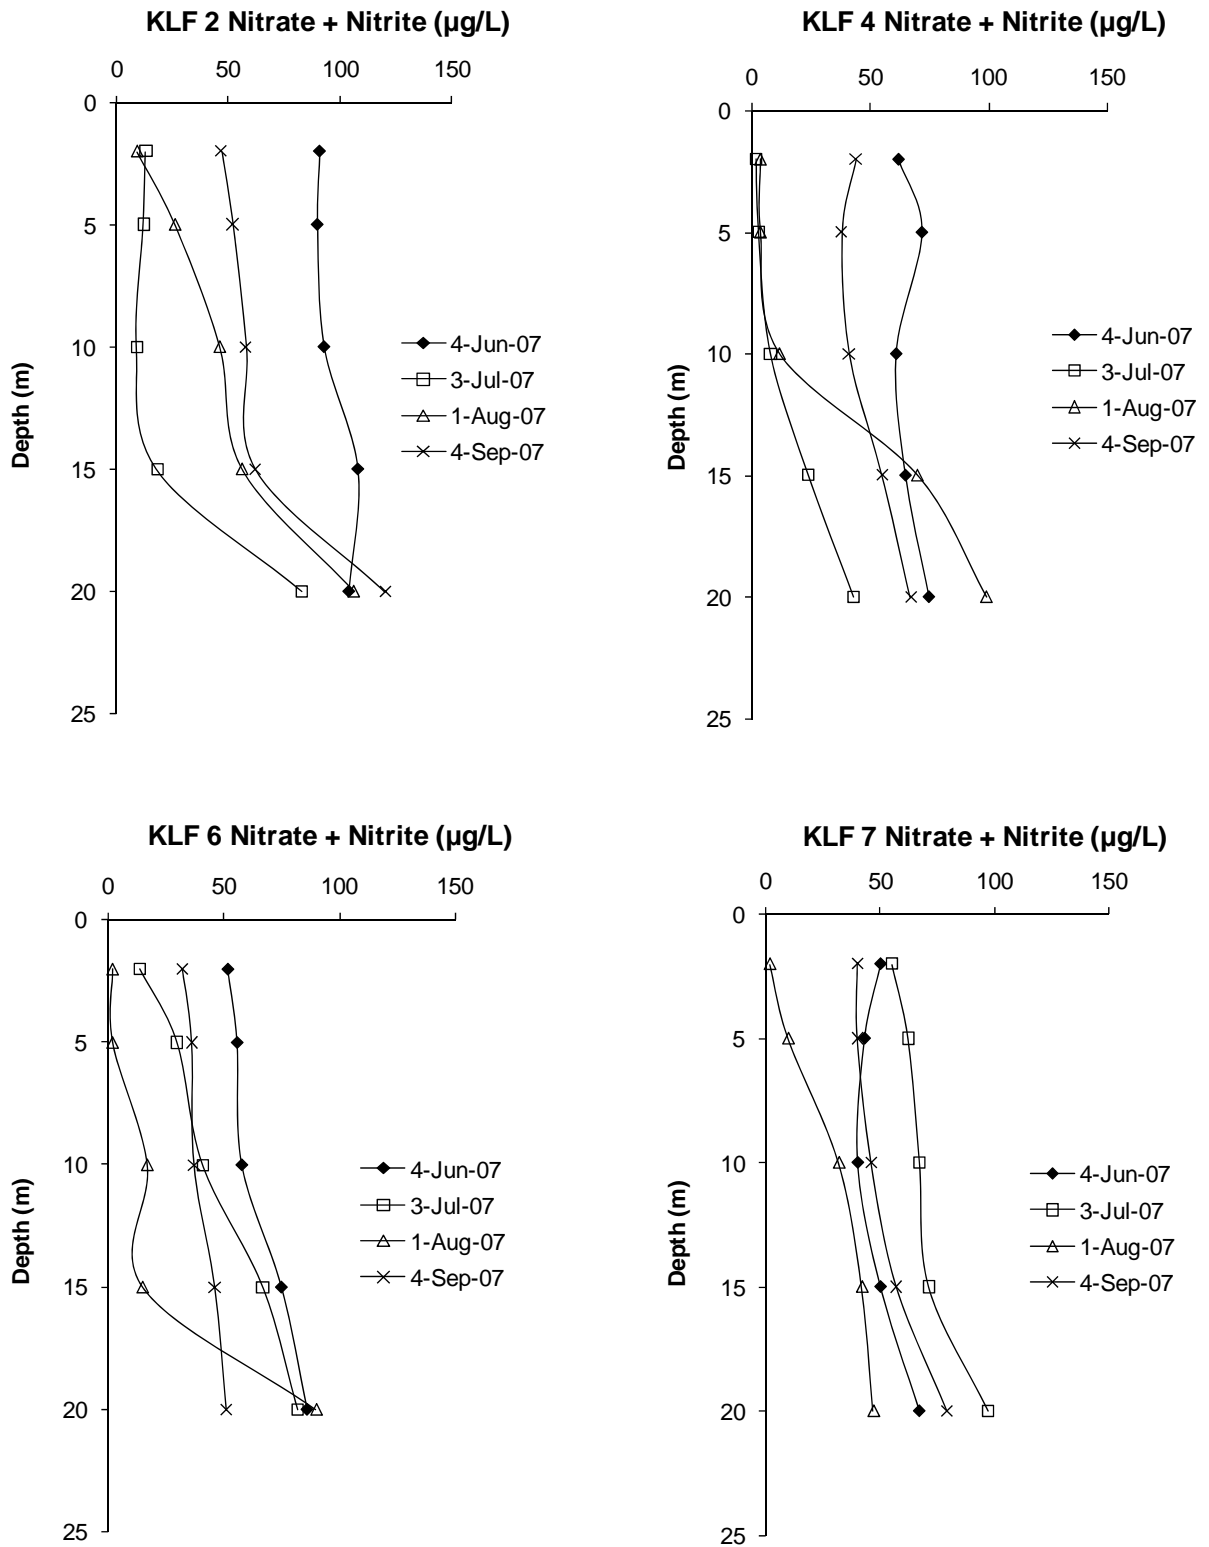 KLF 2 Nitrate + Nitrite (µg/L)
0 50 100 150
0
5
10
15
20
25
Depth (m)
4-Jun-07
3-Jul-07
1-Aug-07
4-Sep-07
KLF 4 Nitrate + Nitrite (µg/L)
0 50 100 150
0
5
10
15
20
25
Depth (m)
4-Jun-07
3-Jul-07
1-Aug-07
4-Sep-07
KLF 6 Nitrate + Nitrite (µg/L)
0 50 100 150
0
5
10
15
20
25
Depth (m)
4-Jun-07
3-Jul-07
1-Aug-07
4-Sep-07
KLF 7 Nitrate + Nitrite (µg/L)
0 50 100 150
0
5
10
15
20
25
Depth (m)
4-Jun-07
3-Jul-07
1-Aug-07
4-Sep-07